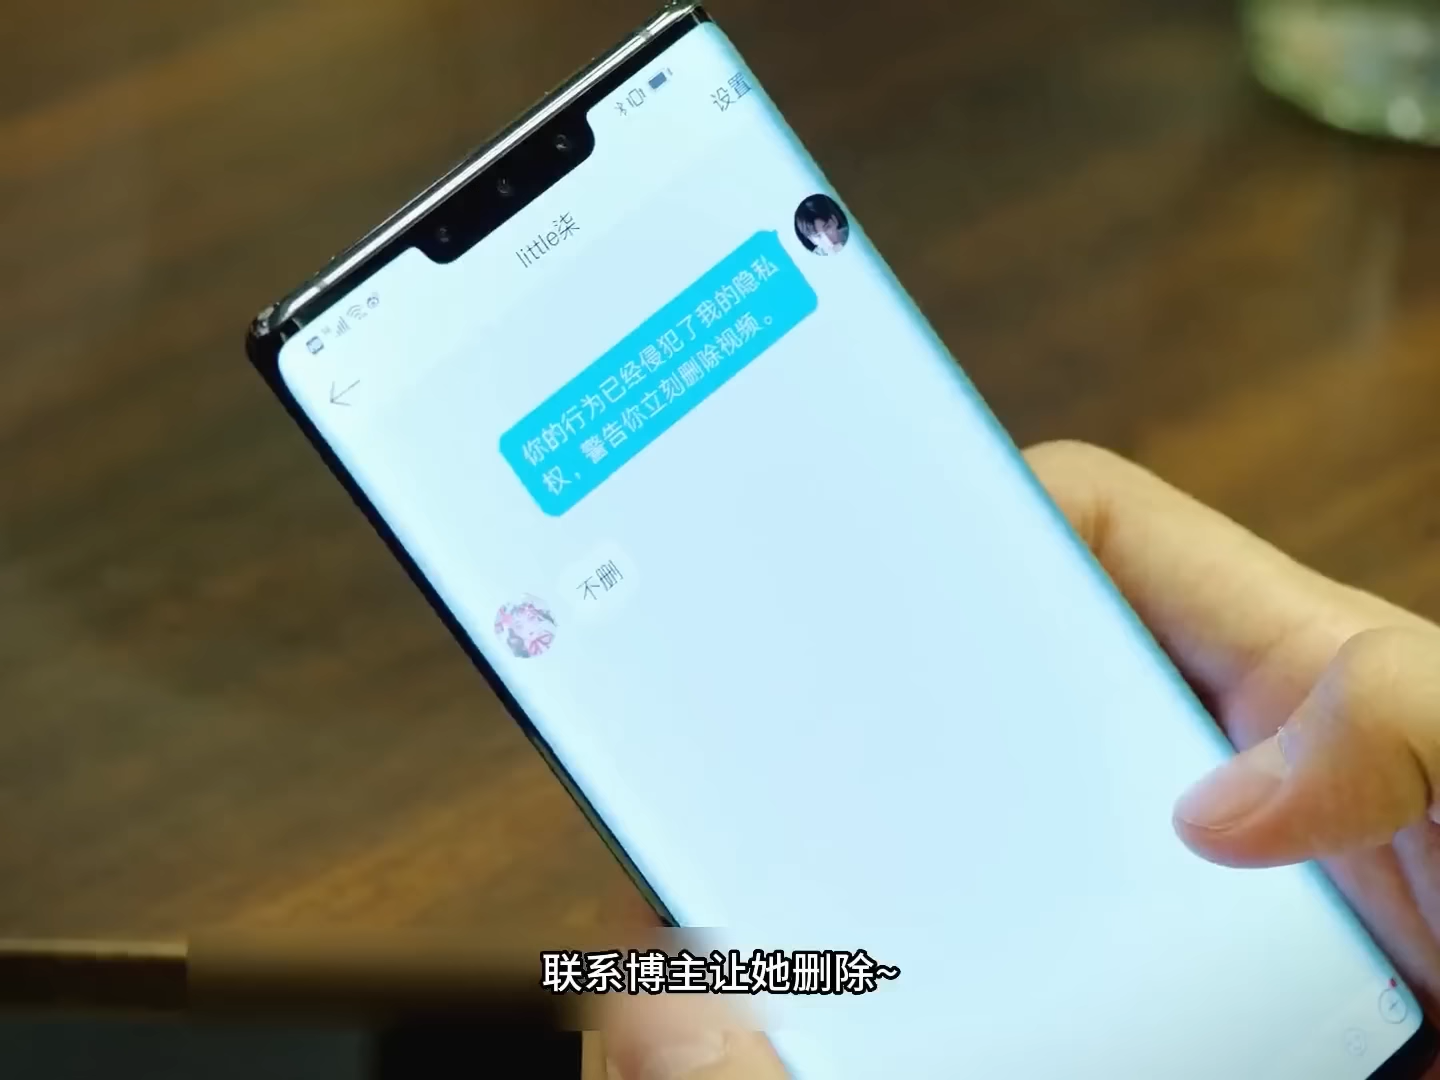 设置
little柒
你的行为已经侵犯了我的隐私
权，警告你立刻删除视频。
不删
联系博主让她删除~